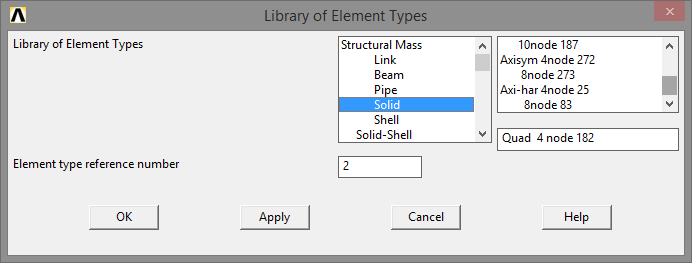 Library of Element Types
Library of Element Types
Structural Mass
Link
Beam
Pipe
Solid
Shell
Solid-Shell
10node 187
Axisym 4node 272
8node 273
Axi-har 4node 25
8node 83
Quad 4 node 182
Element type reference number
2
OK
Apply
Cancel
Help